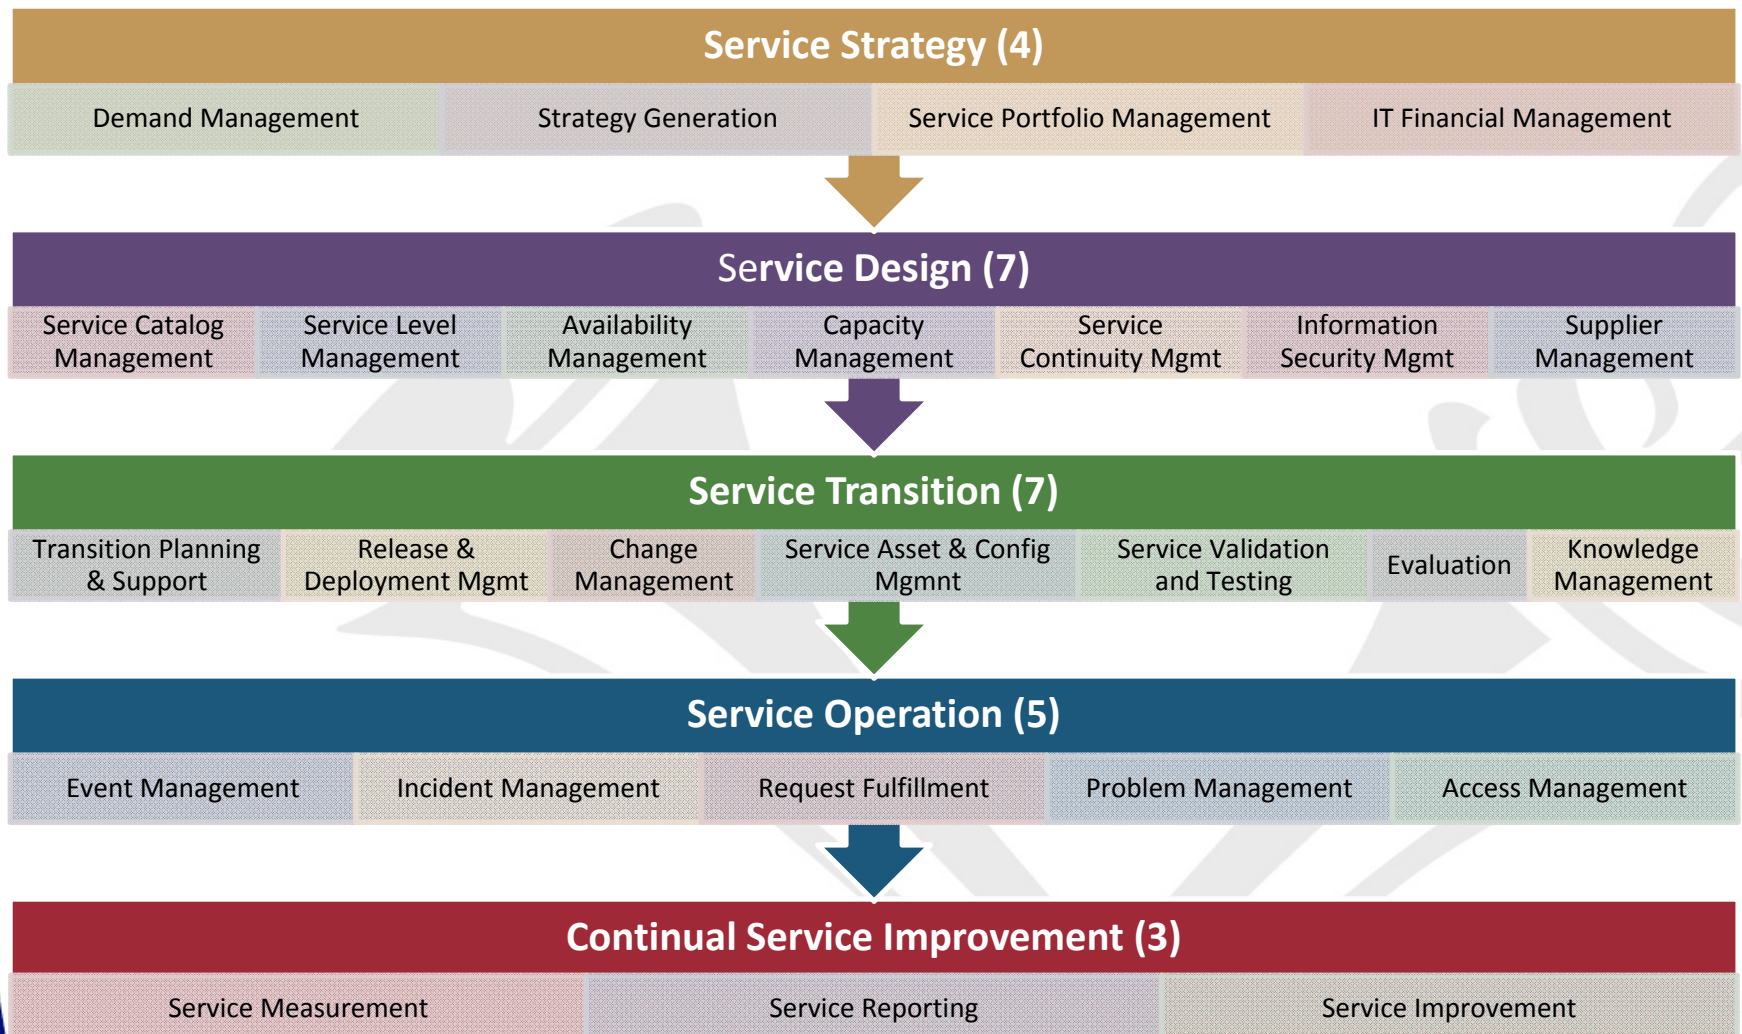 Service Strategy (4)
Demand Management
Strategy Generation
Service Portfolio Management
IT Financial Management
Service Design (7)
Service Catalog
Management
Service Level
Management
Availability
Management
Capacity
Management
Service
Continuity Mgmt
Information
Security Mgmt
Supplier
Management
Service Transition (7)
Transition Planning
& Support
Release &
Deployment Mgmt
Change
Management
Service Asset & Config
Mgmnt
Service Validation
and Testing
Evaluation
Knowledge
Management
Service Operation (5)
Event Management
Incident Management
Request Fulfillment
Problem Management
Access Management
Continual Service Improvement (3)
Service Measurement
Service Reporting
Service Improvement